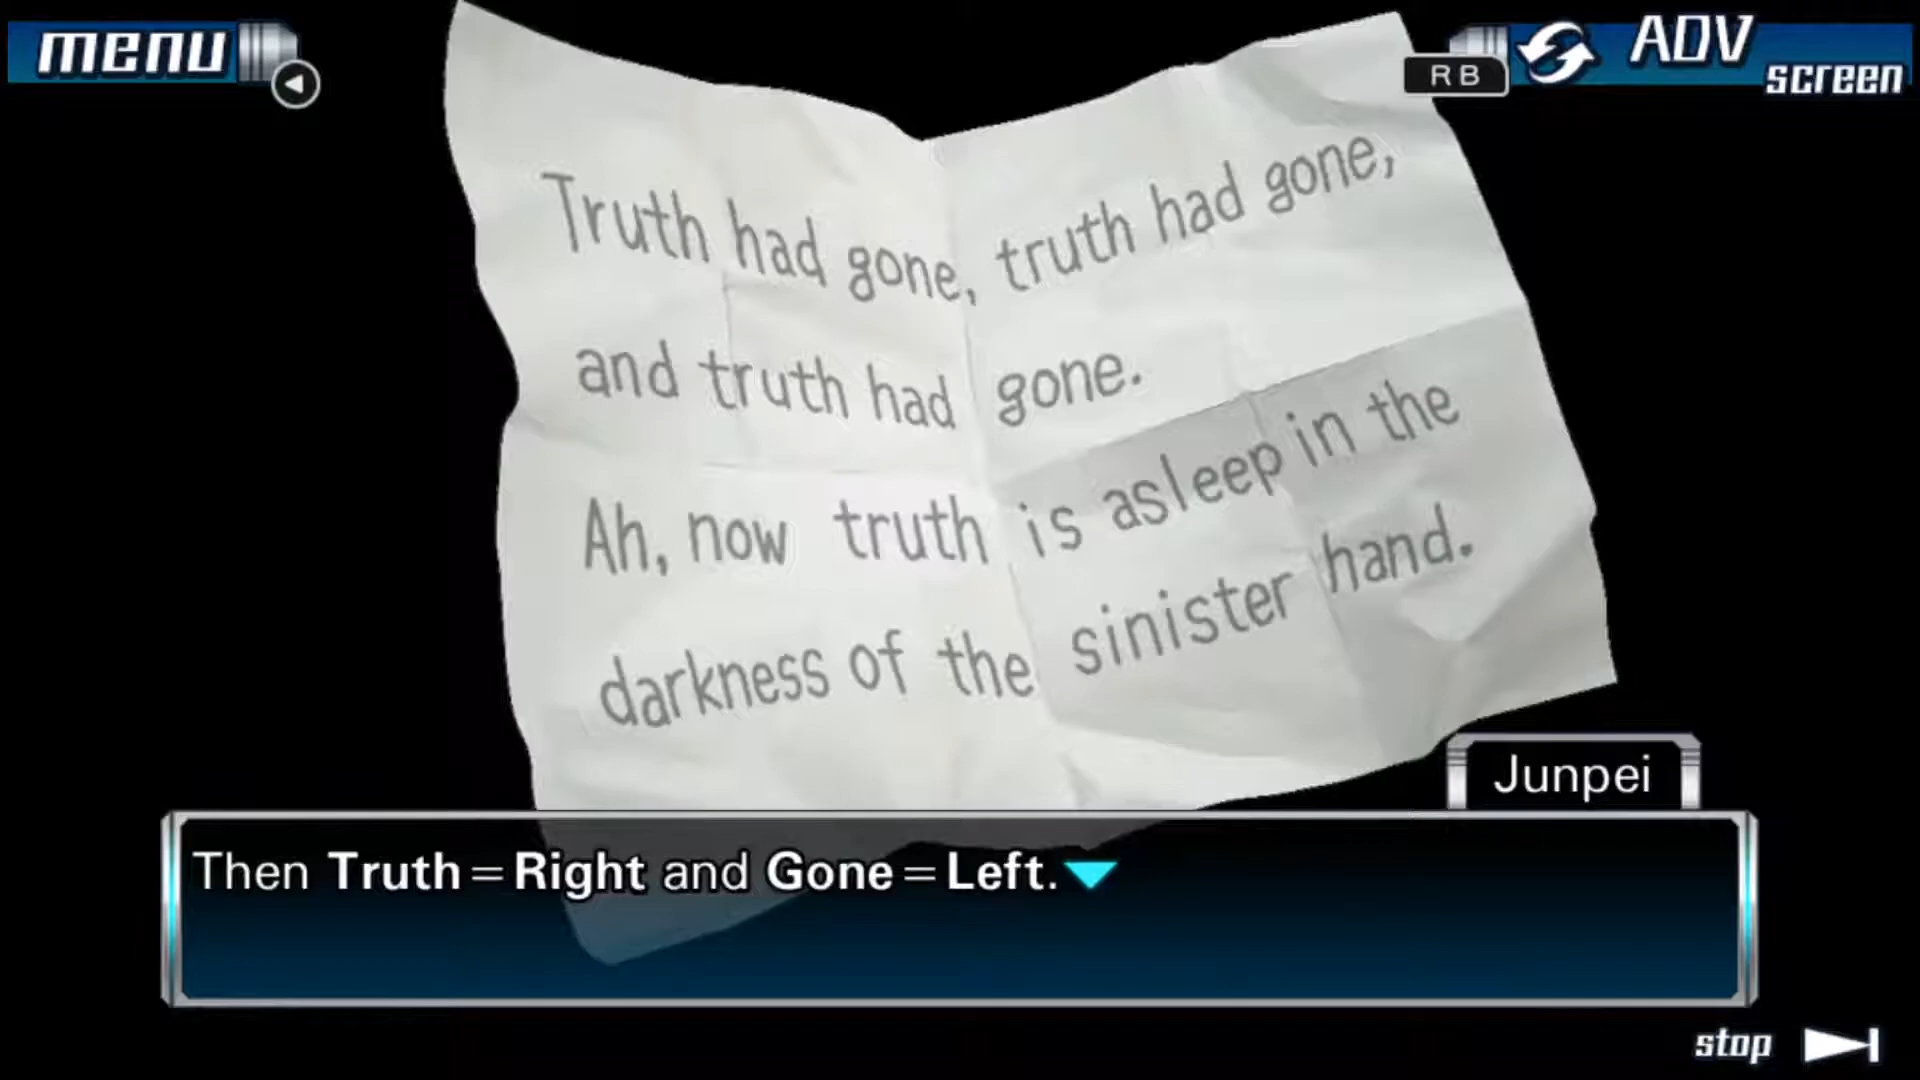 menu
RB
ADV
screen
Truth had gone, truth had gone,
and truth had gone.
Ah, now truth is asleep in the
darkness of the sinister hand.
Junpei
Then Truth=Right and Gone=Left.
stop